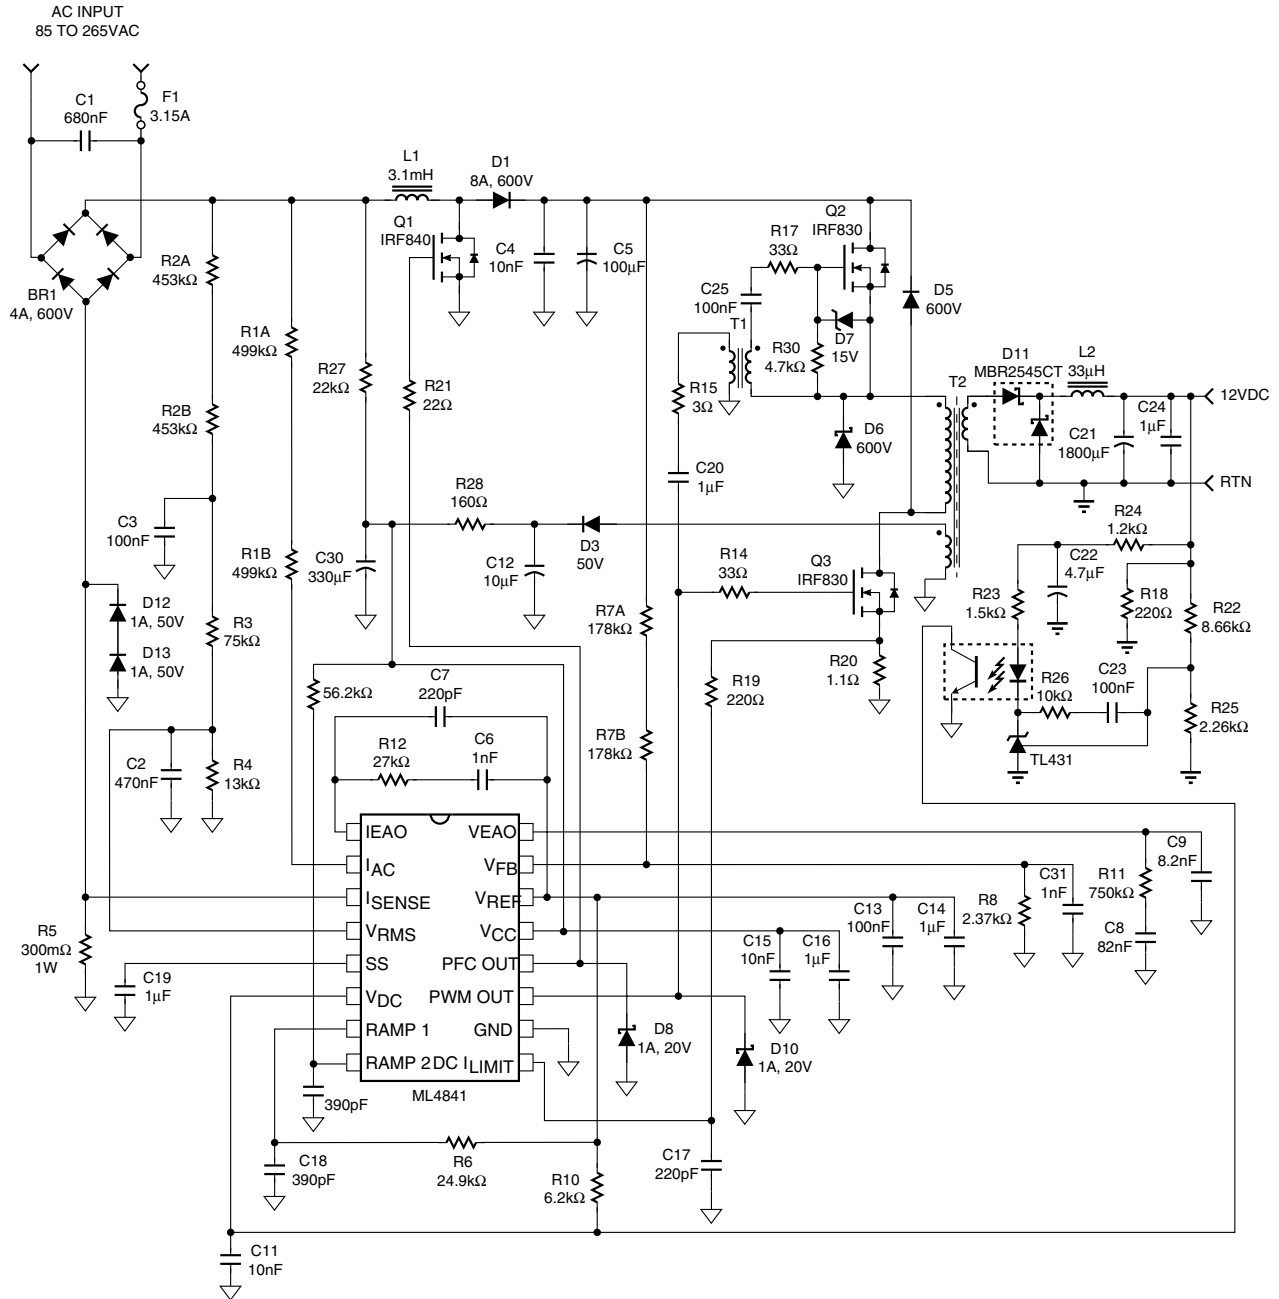 AC INPUT
85 TO 265VAC
C1
680nF
F1
3.15A
L1
3.1mH
D1
8A, 600V
Q1
IRF840
C4
10nF
C5
100µF
Q2
IRF830
R17
33Ω
BR1
4A, 600V
R2A
453kΩ
C25
100nF
T1
D7
15V
D5
600V
R1A
499kΩ
R27
22kΩ
R21
22Ω
R30
4.7kΩ
R15
3Ω
D11
MBR2545CT
L2
33µH
T2
12VDC
C24
1µF
C21
1800µF
R2B
453kΩ
D6
600V
C20
1µF
RTN
R28
160Ω
R24
1.2kΩ
C3
100nF
R1B
499kΩ
C30
330µF
C12
10µF
D3
50V
R14
33Ω
Q3
IRF830
C22
4.7µF
R23
1.5kΩ
R18
220Ω
R22
8.66kΩ
D12
1A, 50V
D13
1A, 50V
R3
75kΩ
R7A
178kΩ
R19
220Ω
R20
1.1Ω
56.2kΩ
C7
220pF
R26
10kΩ
C23
100nF
R25
2.26kΩ
TL431
R12
27kΩ
C6
1nF
R7B
178kΩ
C2
470nF
R4
13kΩ
IEAO
VEAO
IAC
VFB
ISENSE
VREF
VRMS
VCC
SS
PFC OUT
VDC
PWM OUT
RAMP 1
GND
RAMP 2
DC ILIMIT
ML4841
C9
8.2nF
R11
750kΩ
C31
1nF
R8
2.37kΩ
C8
82nF
C13
100nF
C14
1µF
C15
10nF
C16
1µF
R5
300mΩ
1W
C19
1µF
D8
1A, 20V
D10
1A, 20V
390pF
C18
390pF
R6
24.9kΩ
R10
6.2kΩ
C17
220pF
C11
10nF